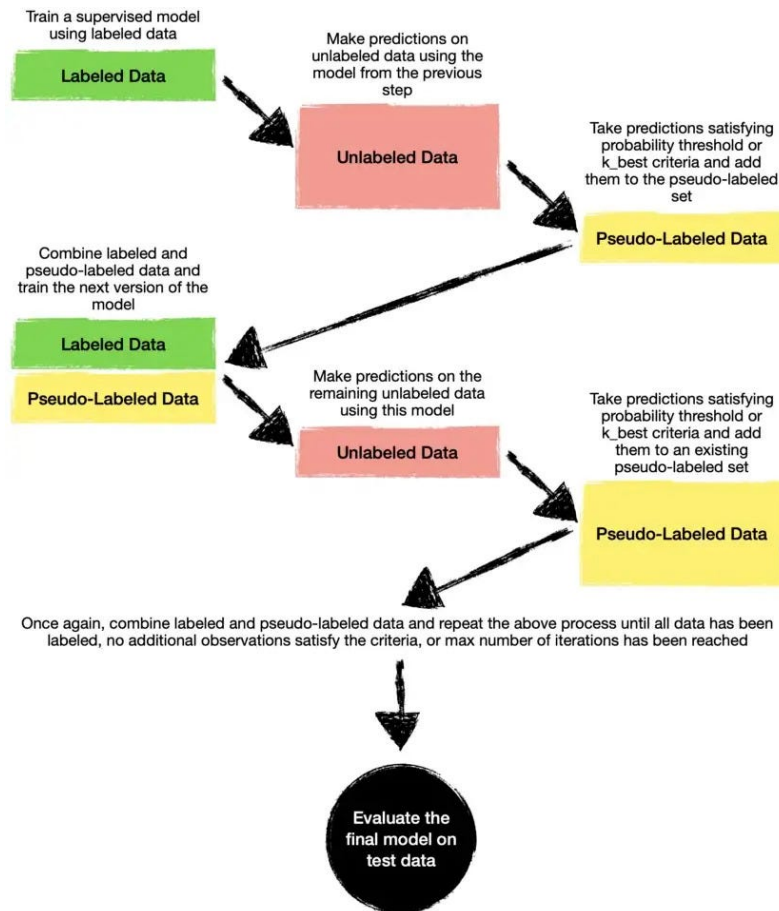 Train a supervised model
using labeled data
Labeled Data
Make predictions on
unlabeled data using the
model from the previous
step
Unlabeled Data
Take predictions satisfying
probability threshold or
k_best criteria and add
them to the pseudo-labeled
set
Pseudo-Labeled Data
Combine labeled and
pseudo-labeled data and
train the next version of the
model
Labeled Data
Pseudo-Labeled Data
Make predictions on the
remaining unlabeled data
using this model
Unlabeled Data
Take predictions satisfying
probability threshold or
k_best criteria and add
them to an existing
pseudo-labeled set
Pseudo-Labeled Data
Once again, combine labeled and pseudo-labeled data and repeat the above process until all data has been
labeled, no additional observations satisfy the criteria, or max number of iterations has been reached
Evaluate the
final model on
test data